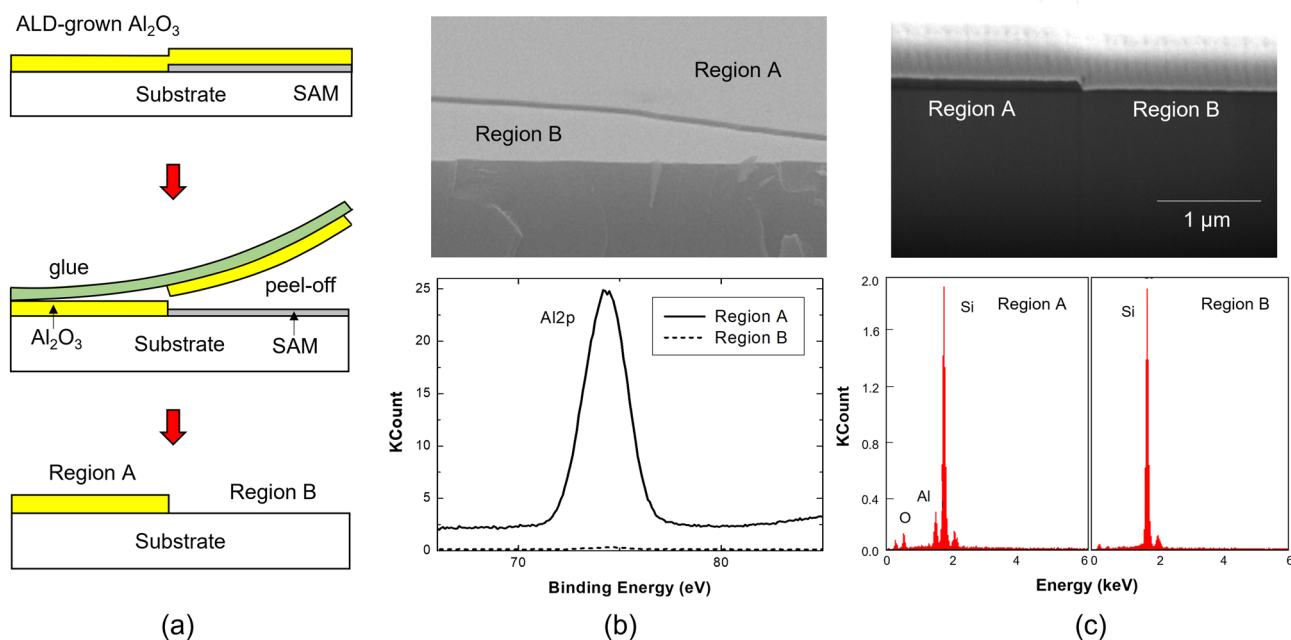 ALD-grown Al₂O₃
Substrate
SAM
glue
peel-off
Al₂O₃
Substrate
SAM
Region A
Region B
Substrate
(a)
Region A
Region B
25
20
15
10
5
0
KCount
Al2p
Region A
Region B
70
80
Binding Energy (eV)
(b)
Region A
Region B
1 μm
2.0
1.6
1.2
0.8
0.4
0.0
KCount
Si
Region A
Al
O
0
2
4
6
Si
Region B
0
2
4
6
Energy (keV)
(c)